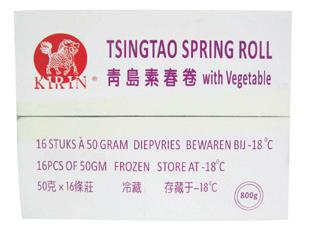 TSINGTAO SPRING ROLL
青島素春卷 with Vegetable
KIRIN ®
16 STUKS À 50 GRAM DIEPVRIES BEWAREN BIJ -18 °C
16PCS OF 50GM FROZEN STORE AT -18 °C
50克×16條莊 冷藏 存藏于-18°C
800g